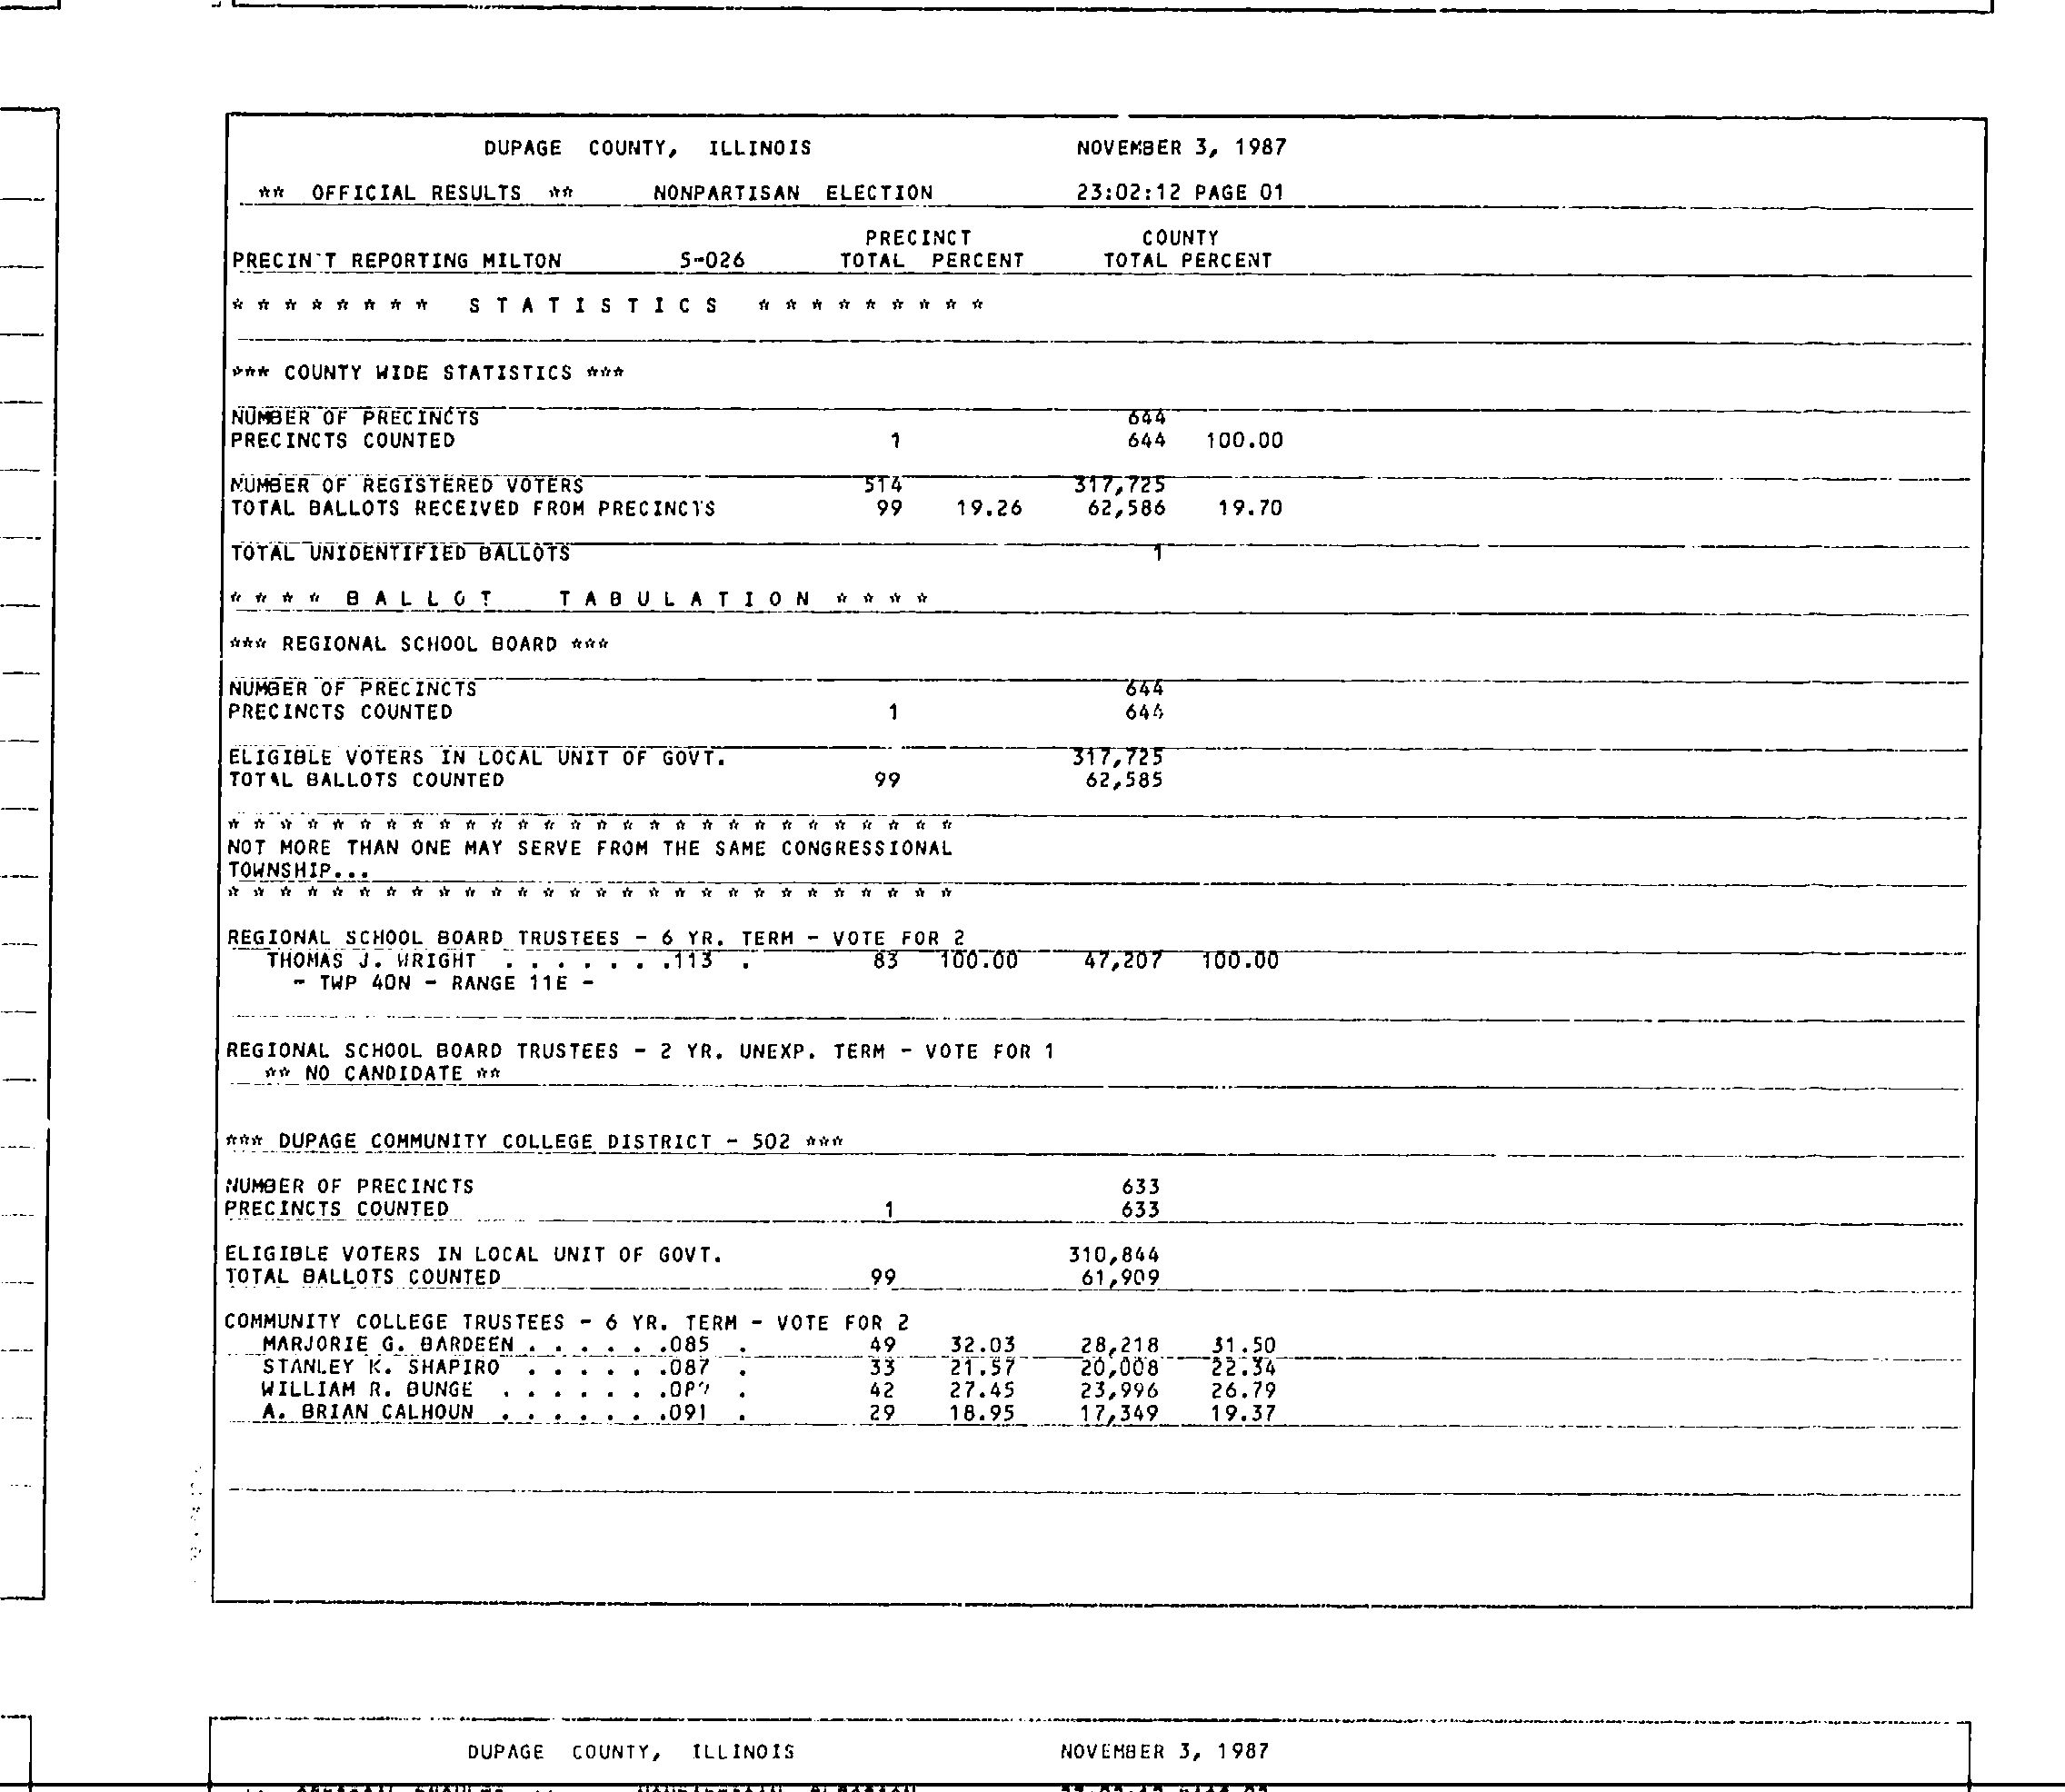 DUPAGE COUNTY, ILLINOIS NOVEMBER 3, 1987
** OFFICIAL RESULTS ** NONPARTISAN ELECTION 23:02:12 PAGE 01
PRECINCT COUNTY
PRECIN'T REPORTING MILTON S-026 TOTAL PERCENT TOTAL PERCENT
* * * * * * * * S T A T I S T I C S * * * * * * * * *
*** COUNTY WIDE STATISTICS ***
NUMBER OF PRECINCTS 644
PRECINCTS COUNTED 1 644 100.00
NUMBER OF REGISTERED VOTERS 514 317,725
TOTAL BALLOTS RECEIVED FROM PRECINCTS 99 19.26 62,586 19.70
TOTAL UNIDENTIFIED BALLOTS 1
* * * * B A L L O T T A B U L A T I O N * * * *
*** REGIONAL SCHOOL BOARD ***
NUMBER OF PRECINCTS 644
PRECINCTS COUNTED 1 644
ELIGIBLE VOTERS IN LOCAL UNIT OF GOVT. 317,725
TOTAL BALLOTS COUNTED 99 62,585
* * * * * * * * * * * * * * * * * * * * * * * * * * * *
NOT MORE THAN ONE MAY SERVE FROM THE SAME CONGRESSIONAL
TOWNSHIP...
* * * * * * * * * * * * * * * * * * * * * * * * * * * *
REGIONAL SCHOOL BOARD TRUSTEES - 6 YR. TERM - VOTE FOR 2
THOMAS J. WRIGHT . . . . . . .113 . 83 100.00 47,207 100.00
- TWP 40N - RANGE 11E -
REGIONAL SCHOOL BOARD TRUSTEES - 2 YR. UNEXP. TERM - VOTE FOR 1
** NO CANDIDATE **
*** DUPAGE COMMUNITY COLLEGE DISTRICT - 502 ***
NUMBER OF PRECINCTS 633
PRECINCTS COUNTED 1 633
ELIGIBLE VOTERS IN LOCAL UNIT OF GOVT. 310,844
TOTAL BALLOTS COUNTED 99 61,909
COMMUNITY COLLEGE TRUSTEES - 6 YR. TERM - VOTE FOR 2
MARJORIE G. BARDEEN . . . . . .085 . 49 32.03 28,218 31.50
STANLEY K. SHAPIRO . . . . . .087 . 33 21.57 20,008 22.34
WILLIAM R. BUNGE . . . . . . . 42 27.45 23,996 26.79
A. BRIAN CALHOUN . . . . . . .091 . 29 18.95 17,349 19.37
DUPAGE COUNTY, ILLINOIS NOVEMBER 3, 1987